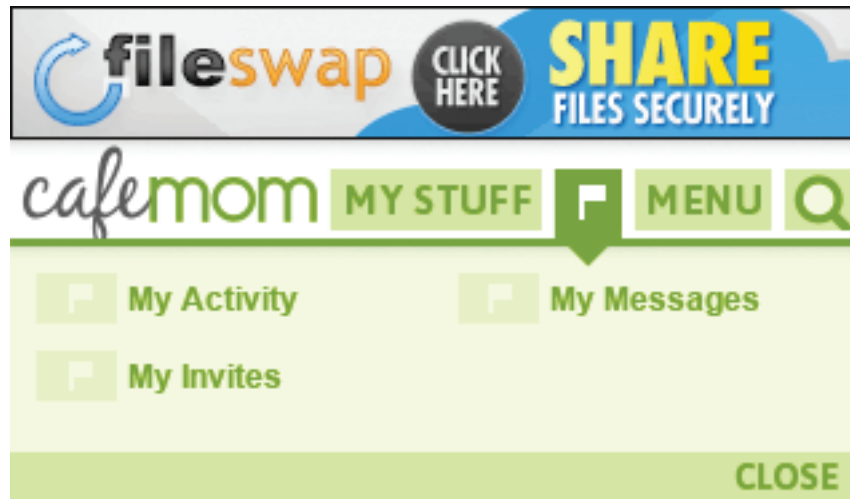 fileswap
CLICK
HERE
SHARE
FILES SECURELY
cafemom
MY STUFF
MENU
My Activity
My Messages
My Invites
CLOSE